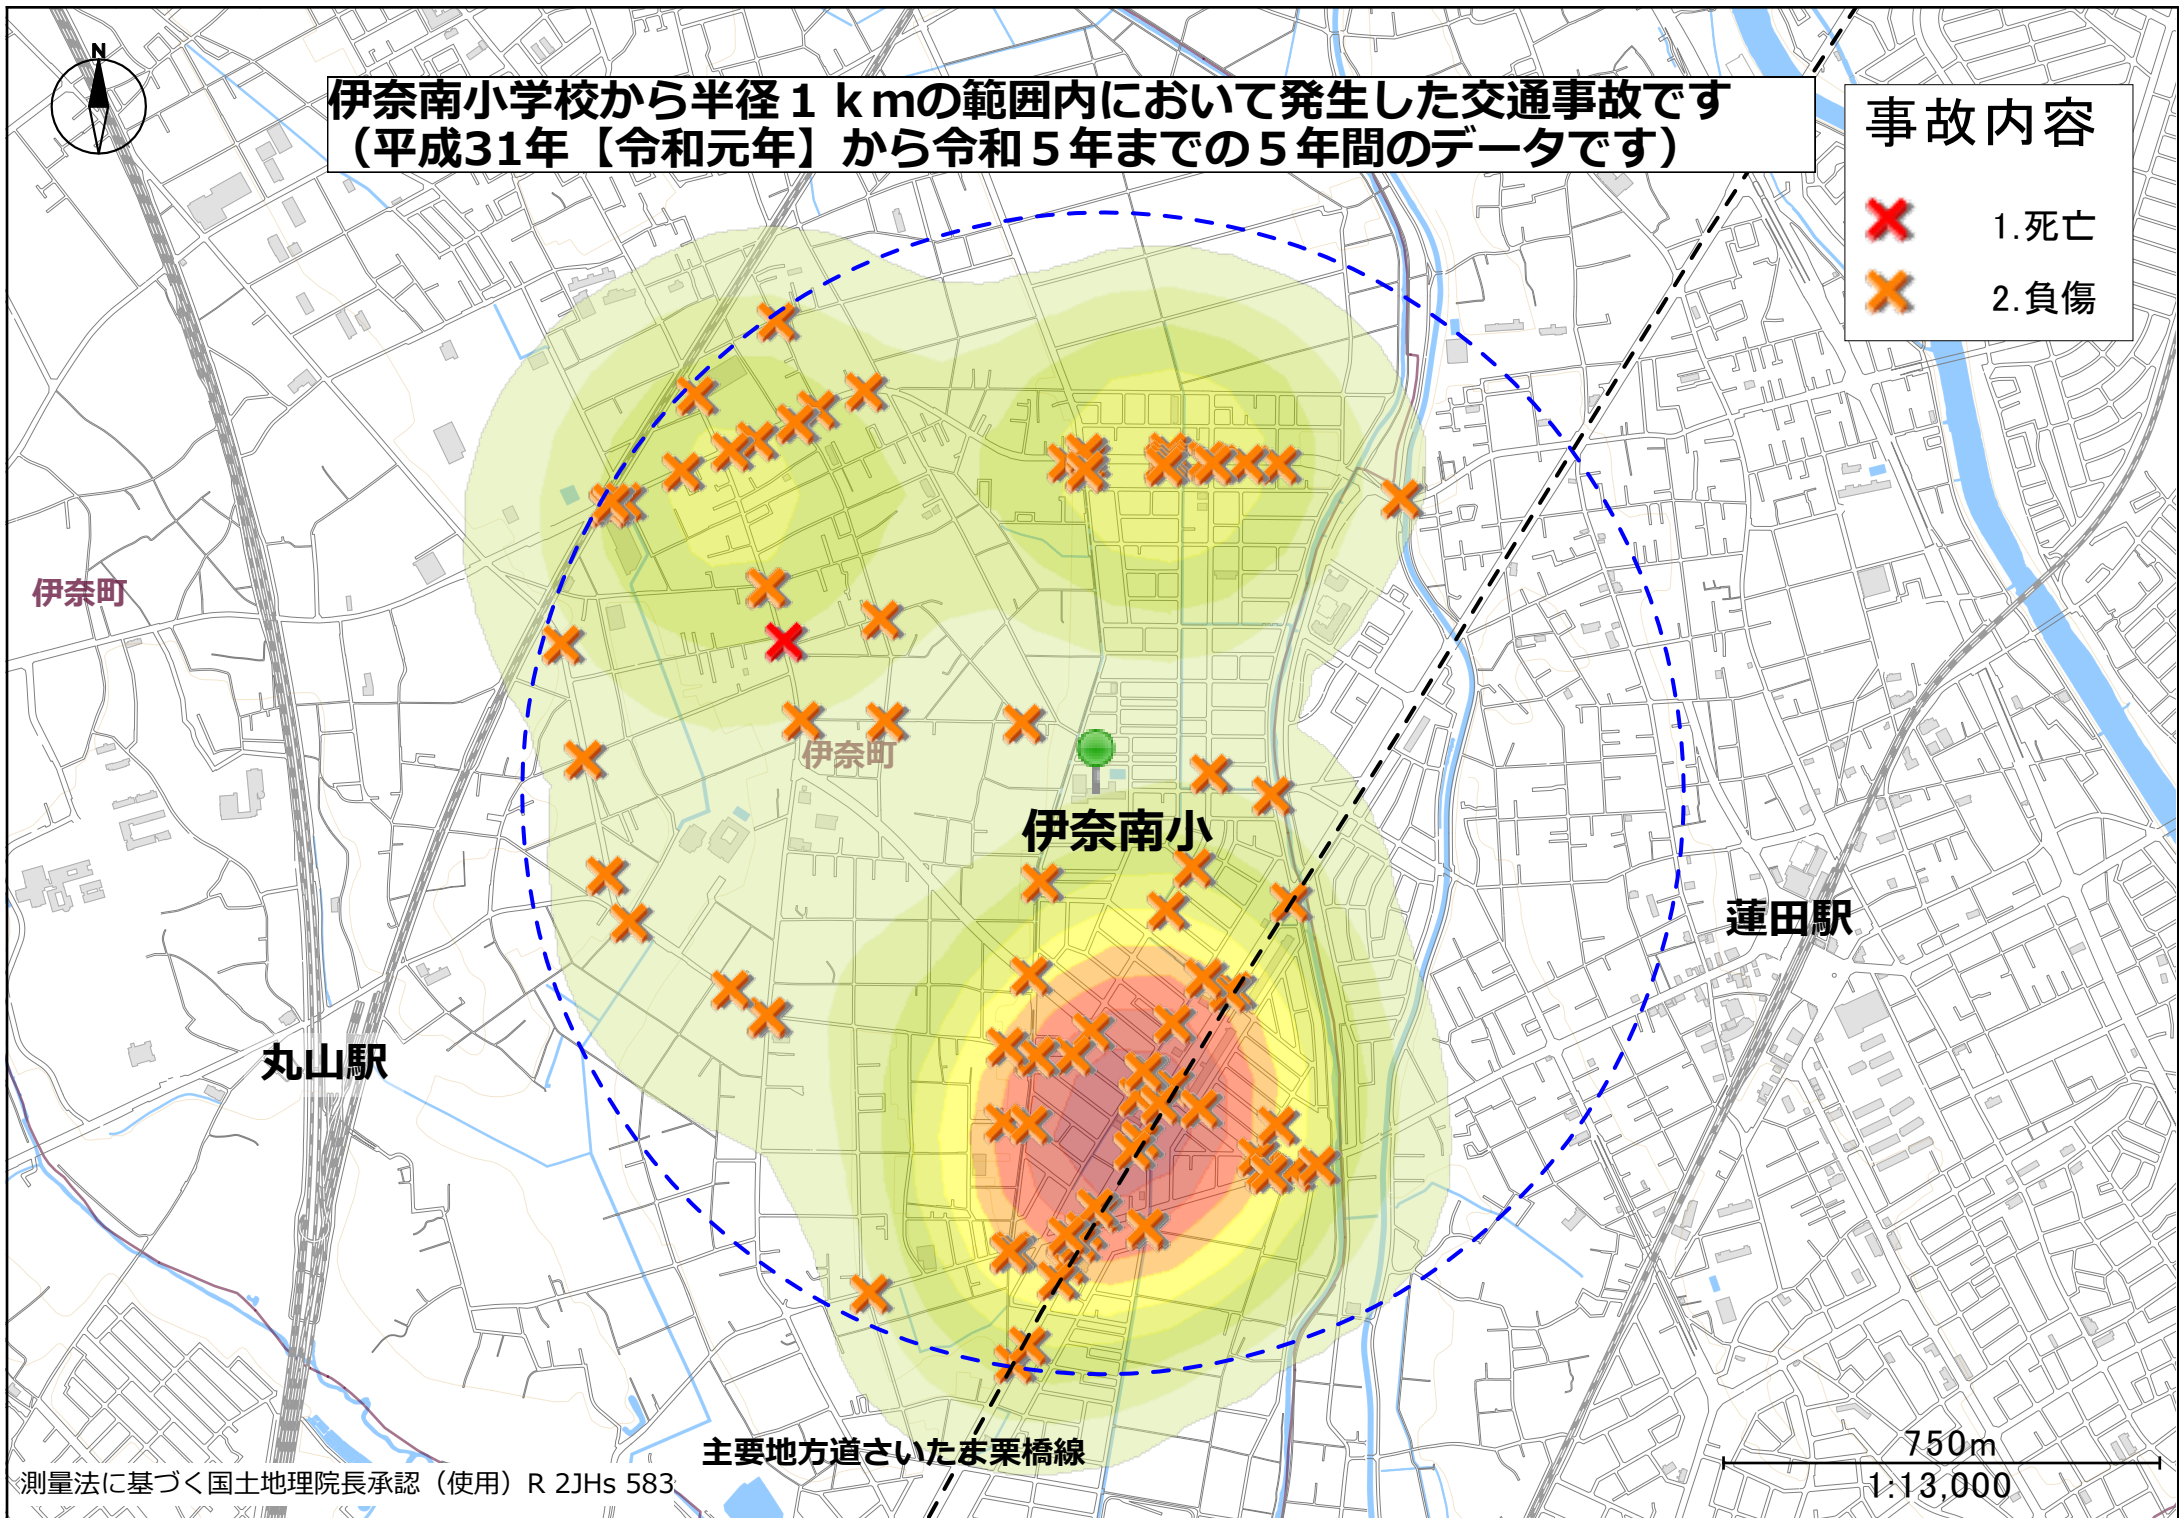 N
伊奈南小学校から半径１ｋｍの範囲内において発生した交通事故です
（平成31年【令和元年】から令和５年までの５年間のデータです）
事故内容
1.死亡
2.負傷
伊奈町
伊奈町
伊奈南小
蓮田駅
丸山駅
主要地方道さいたま栗橋線
750m
1:13,000
測量法に基づく国土地理院長承認（使用）R 2JHs 583